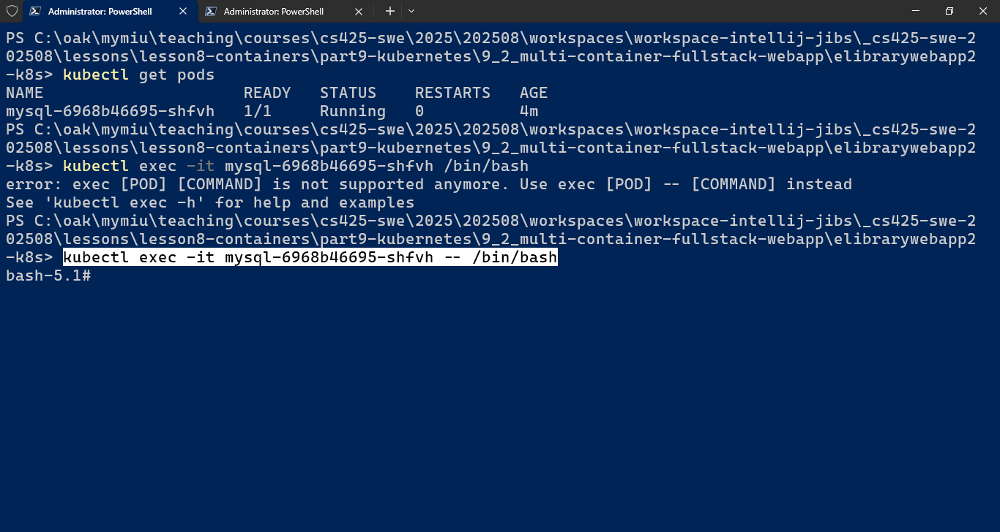 Administrator: PowerShell
Administrator: PowerShell
PS C:\oak\mymiu\teaching\courses\cs425-swe\2025\202508\workspaces\workspace-intellij-jibs\_cs425-swe-2
02508\lessons\lesson8-containers\part9-kubernetes\9_2_multi-container-fullstack-webapp\elibrarywebapp2
-k8s> kubectl get pods
NAME                     READY   STATUS    RESTARTS   AGE
mysql-6968b46695-shfvh   1/1     Running   0          4m
PS C:\oak\mymiu\teaching\courses\cs425-swe\2025\202508\workspaces\workspace-intellij-jibs\_cs425-swe-2
02508\lessons\lesson8-containers\part9-kubernetes\9_2_multi-container-fullstack-webapp\elibrarywebapp2
-k8s> kubectl exec -it mysql-6968b46695-shfvh /bin/bash
error: exec [POD] [COMMAND] is not supported anymore. Use exec [POD] -- [COMMAND] instead
See 'kubectl exec -h' for help and examples
PS C:\oak\mymiu\teaching\courses\cs425-swe\2025\202508\workspaces\workspace-intellij-jibs\_cs425-swe-2
02508\lessons\lesson8-containers\part9-kubernetes\9_2_multi-container-fullstack-webapp\elibrarywebapp2
-k8s> kubectl exec -it mysql-6968b46695-shfvh -- /bin/bash
bash-5.1#